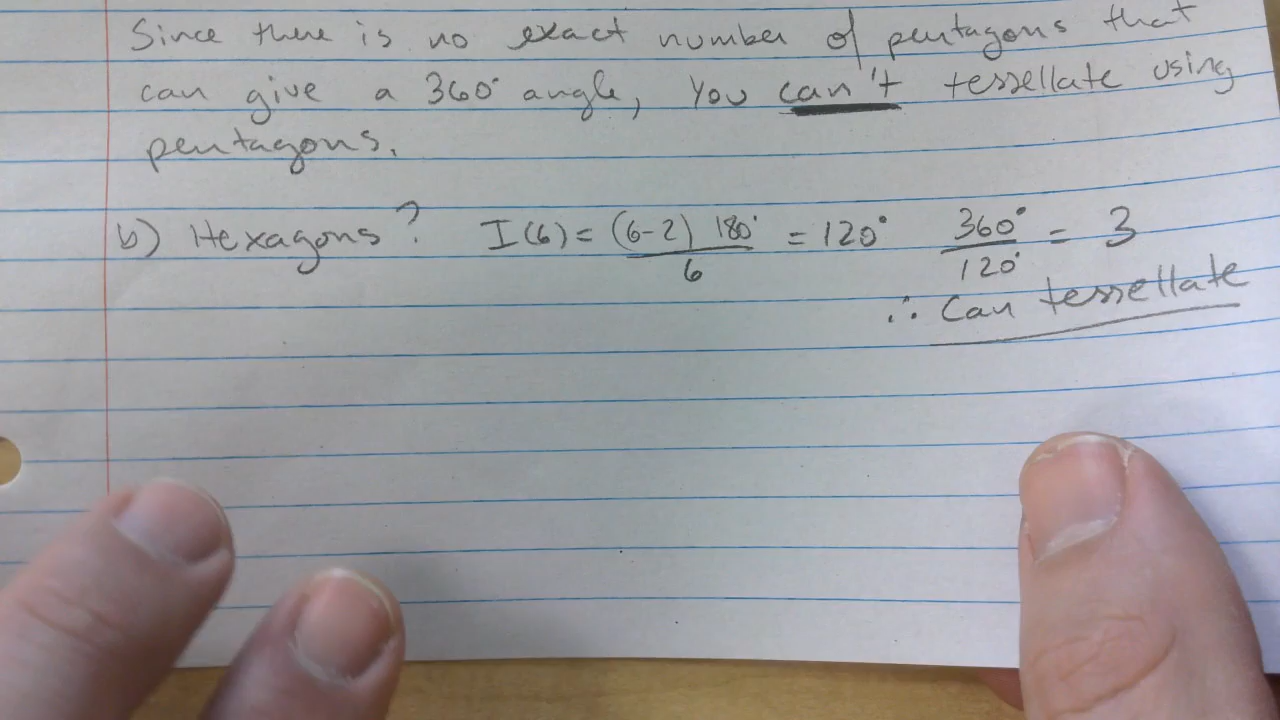 Since there is no exact number of pentagons that
can give a 360° angle, you can't tessellate using
pentagons.
b) Hexagons? I(6) = (6-2) 180° / 6 = 120° 360° / 120° = 3
∴ Can tessellate